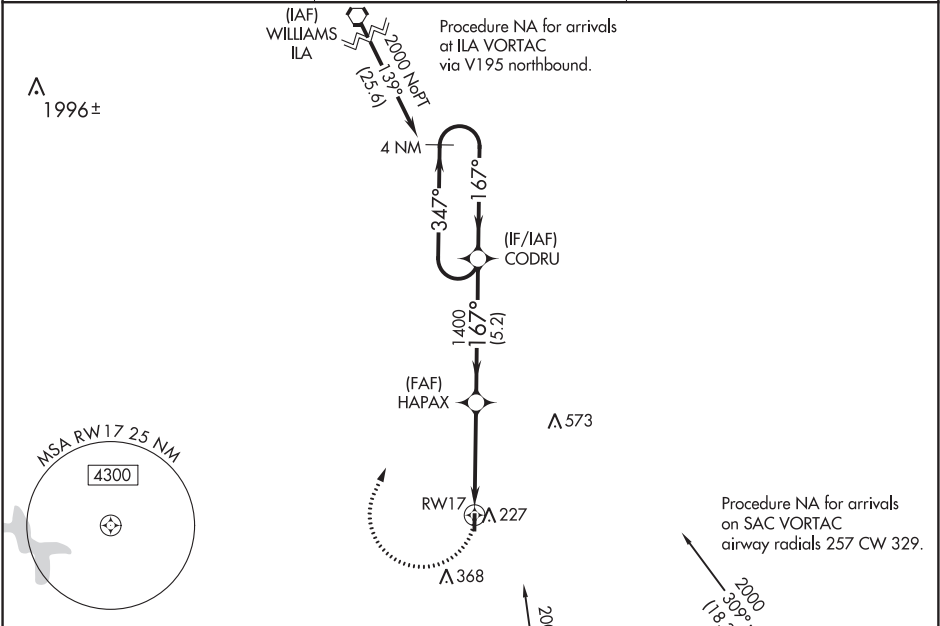 (IAF)
WILLIAMS
ILA
2000 NoPT
139°
(25.6)
Procedure NA for arrivals
at ILA VORTAC
via V195 northbound.
1996±
4 NM
347°
167°
(IF/IAF)
CODRU
1400
167°
(5.2)
(FAF)
HAPAX
573
MSA RW17 25 NM
4300
RW17
227
368
Procedure NA for arrivals
on SAC VORTAC
airway radials 257 CW 329.
2000
309°